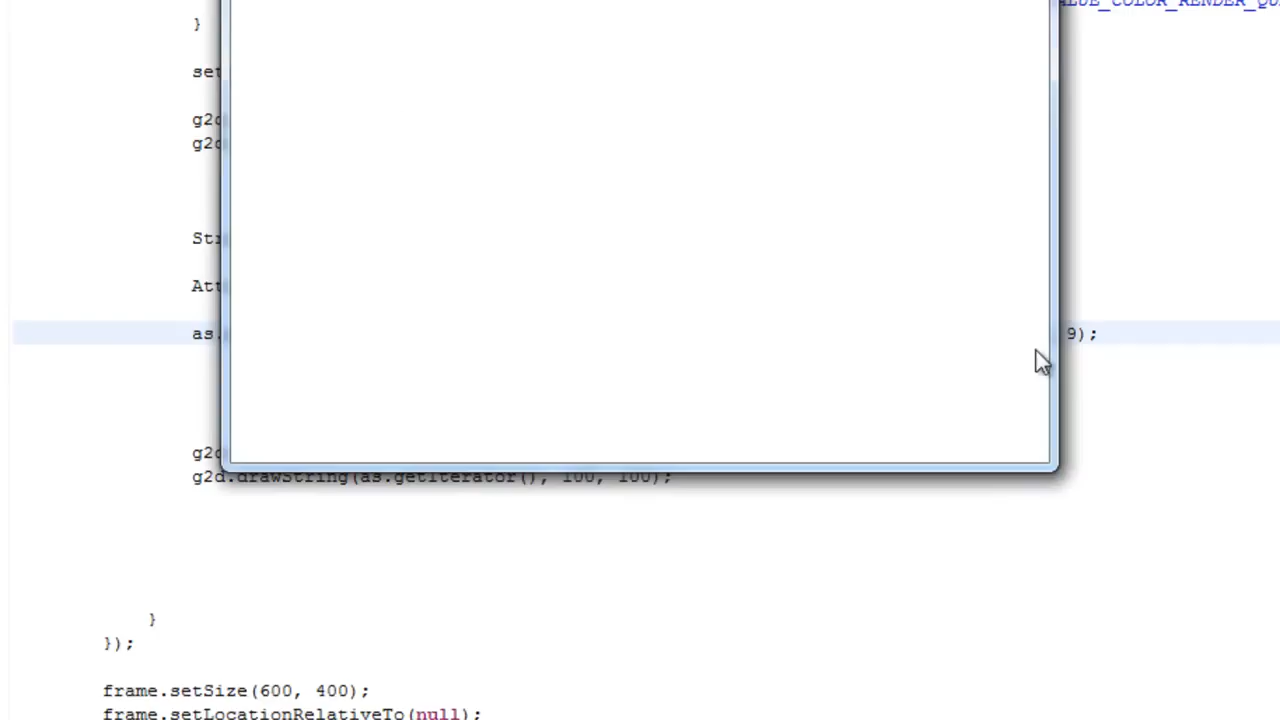 ALUE_COLOR_RENDER_QU
}
set
g2d
g2d
Str
Att
as. 9);
g2d
g2d.drawString(as.getIterator(), 100, 100);
}
});
frame.setSize(600, 400);
frame.setLocationRelativeTo(null);